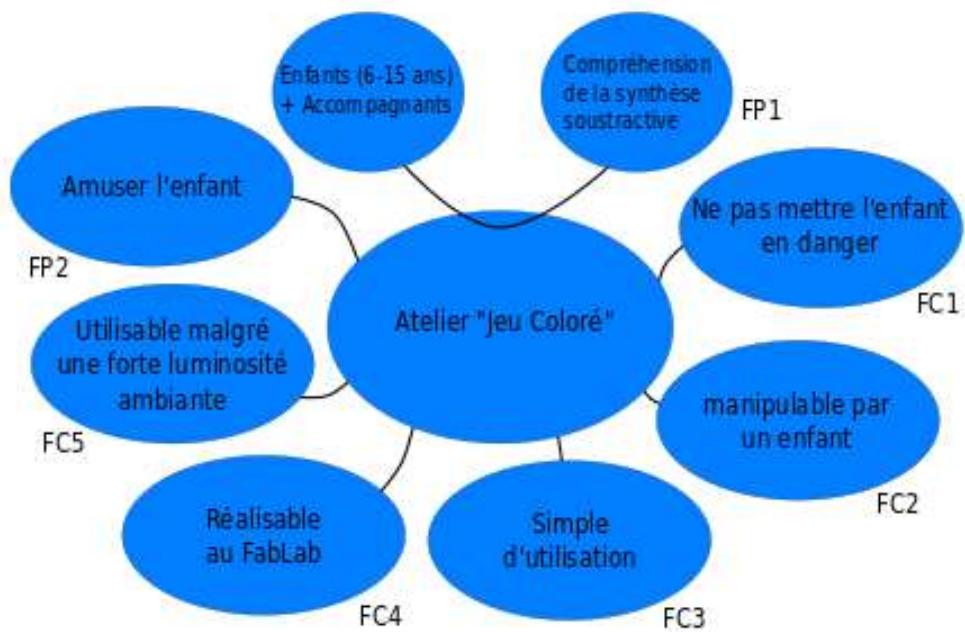 Enfants (6-15 ans)
+ Accompagnants
Compréhension
de la synthèse
soustractive
FP1
Amuser l'enfant
FP2
Ne pas mettre l'enfant
en danger
FC1
Atelier "Jeu Coloré"
Utilisable malgré
une forte luminosité
ambiante
FC5
manipulable par
un enfant
FC2
Réalisable
au FabLab
FC4
Simple
d'utilisation
FC3